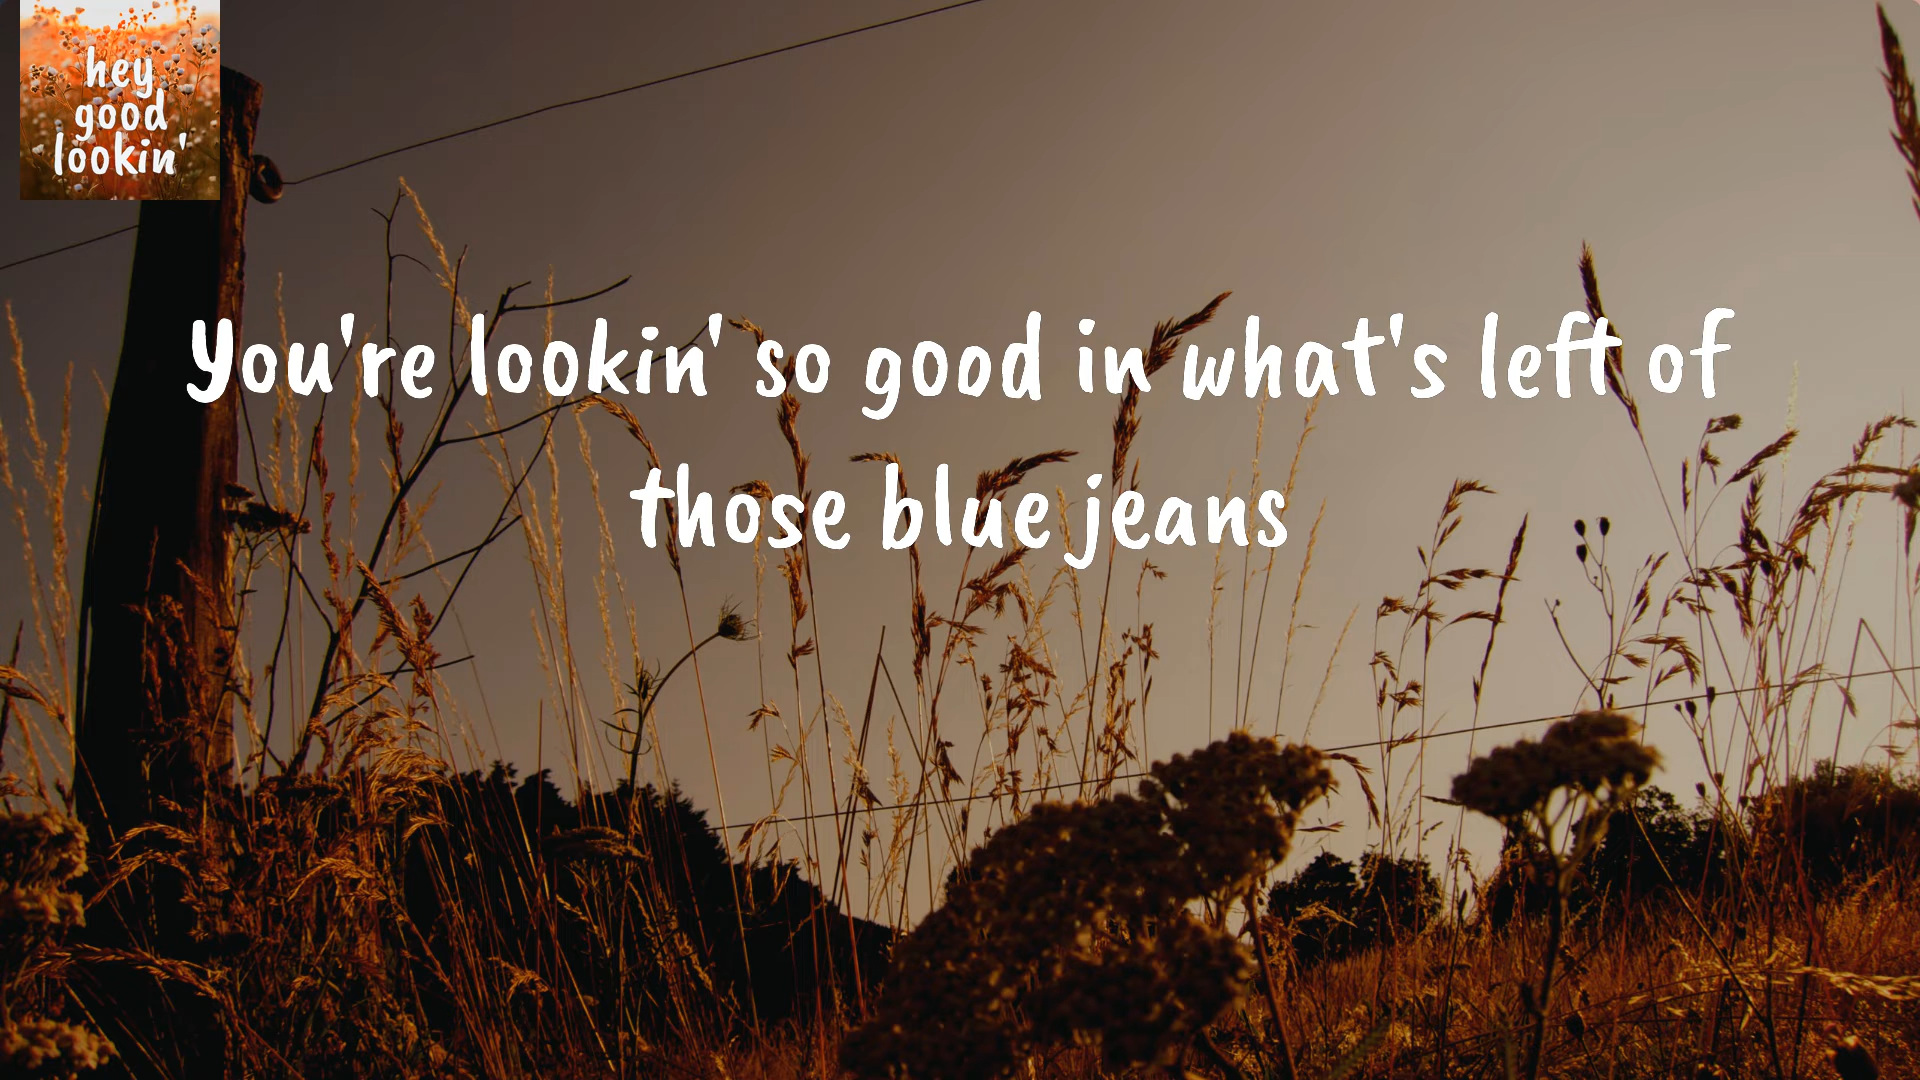 hey
good
lookin'
You're lookin' so good in what's left of
those blue jeans